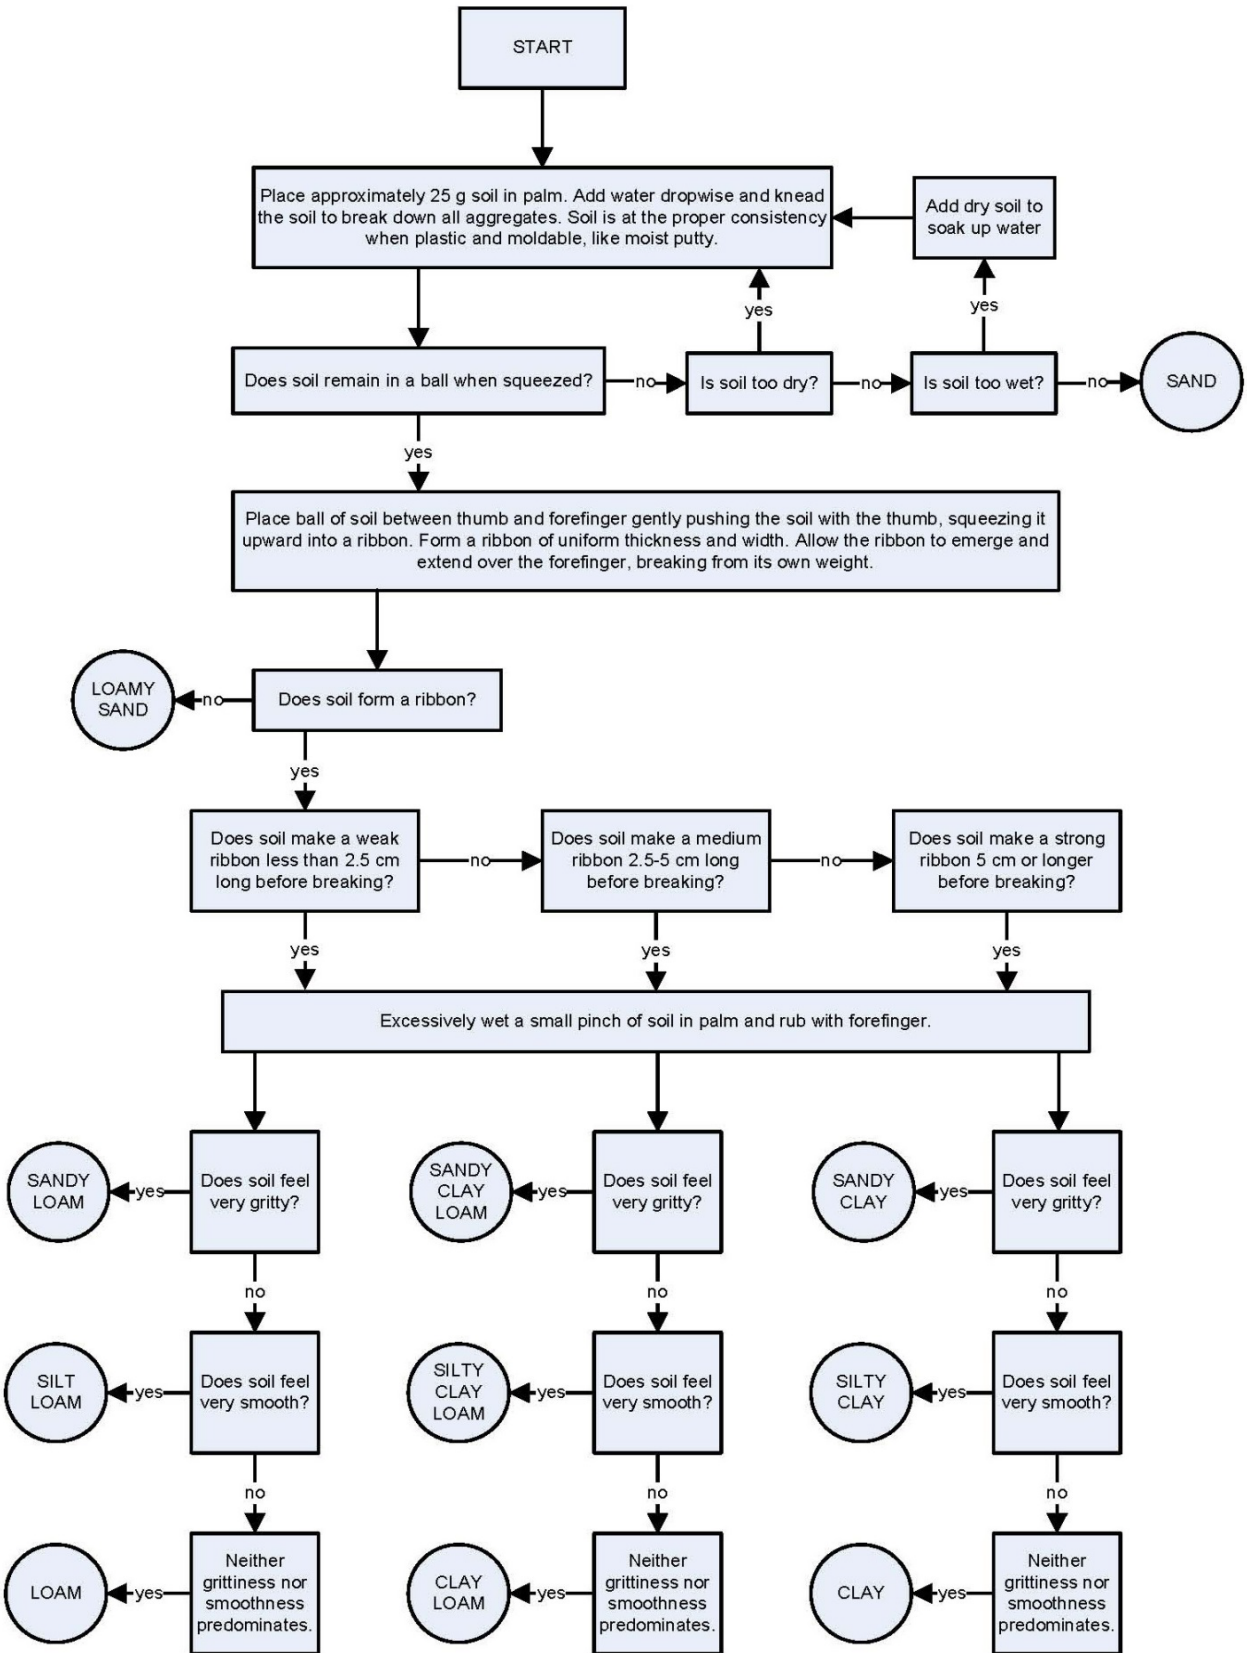 START
Place approximately 25 g soil in palm. Add water dropwise and knead
the soil to break down all aggregates. Soil is at the proper consistency
when plastic and moldable, like moist putty.
Add dry soil to
soak up water
yes
yes
Does soil remain in a ball when squeezed?
no
Is soil too dry?
no
Is soil too wet?
no
SAND
yes
Place ball of soil between thumb and forefinger gently pushing the soil with the thumb, squeezing it
upward into a ribbon. Form a ribbon of uniform thickness and width. Allow the ribbon to emerge and
extend over the forefinger, breaking from its own weight.
LOAMY
SAND
no
Does soil form a ribbon?
yes
Does soil make a weak
ribbon less than 2.5 cm
long before breaking?
no
Does soil make a medium
ribbon 2.5-5 cm long
before breaking?
no
Does soil make a strong
ribbon 5 cm or longer
before breaking?
yes
yes
yes
Excessively wet a small pinch of soil in palm and rub with forefinger.
SANDY
LOAM
yes
Does soil feel
very gritty?
SANDY
CLAY
LOAM
yes
Does soil feel
very gritty?
SANDY
CLAY
yes
Does soil feel
very gritty?
no
no
no
SILT
LOAM
yes
Does soil feel
very smooth?
SILTY
CLAY
LOAM
yes
Does soil feel
very smooth?
SILTY
CLAY
yes
Does soil feel
very smooth?
no
no
no
LOAM
yes
Neither
grittiness nor
smoothness
predominates.
CLAY
LOAM
yes
Neither
grittiness nor
smoothness
predominates.
CLAY
yes
Neither
grittiness nor
smoothness
predominates.